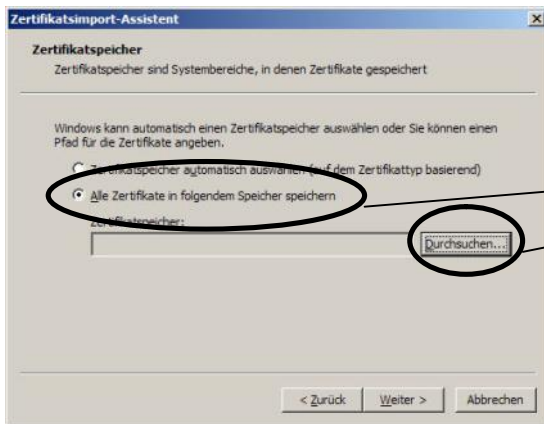 Zertifikatsimport-Assistent
Zertifikatspeicher
Zertifikatspeicher sind Systembereiche, in denen Zertifikate gespeichert
Windows kann automatisch einen Zertifikatspeicher auswählen oder Sie können einen
Pfad für die Zertifikate angeben.
Zertifikatspeicher automatisch auswählen (auf dem Zertifikattyp basierend)
Alle Zertifikate in folgendem Speicher speichern
Zertifikatspeicher:
Durchsuchen...
< Zurück
Weiter >
Abbrechen